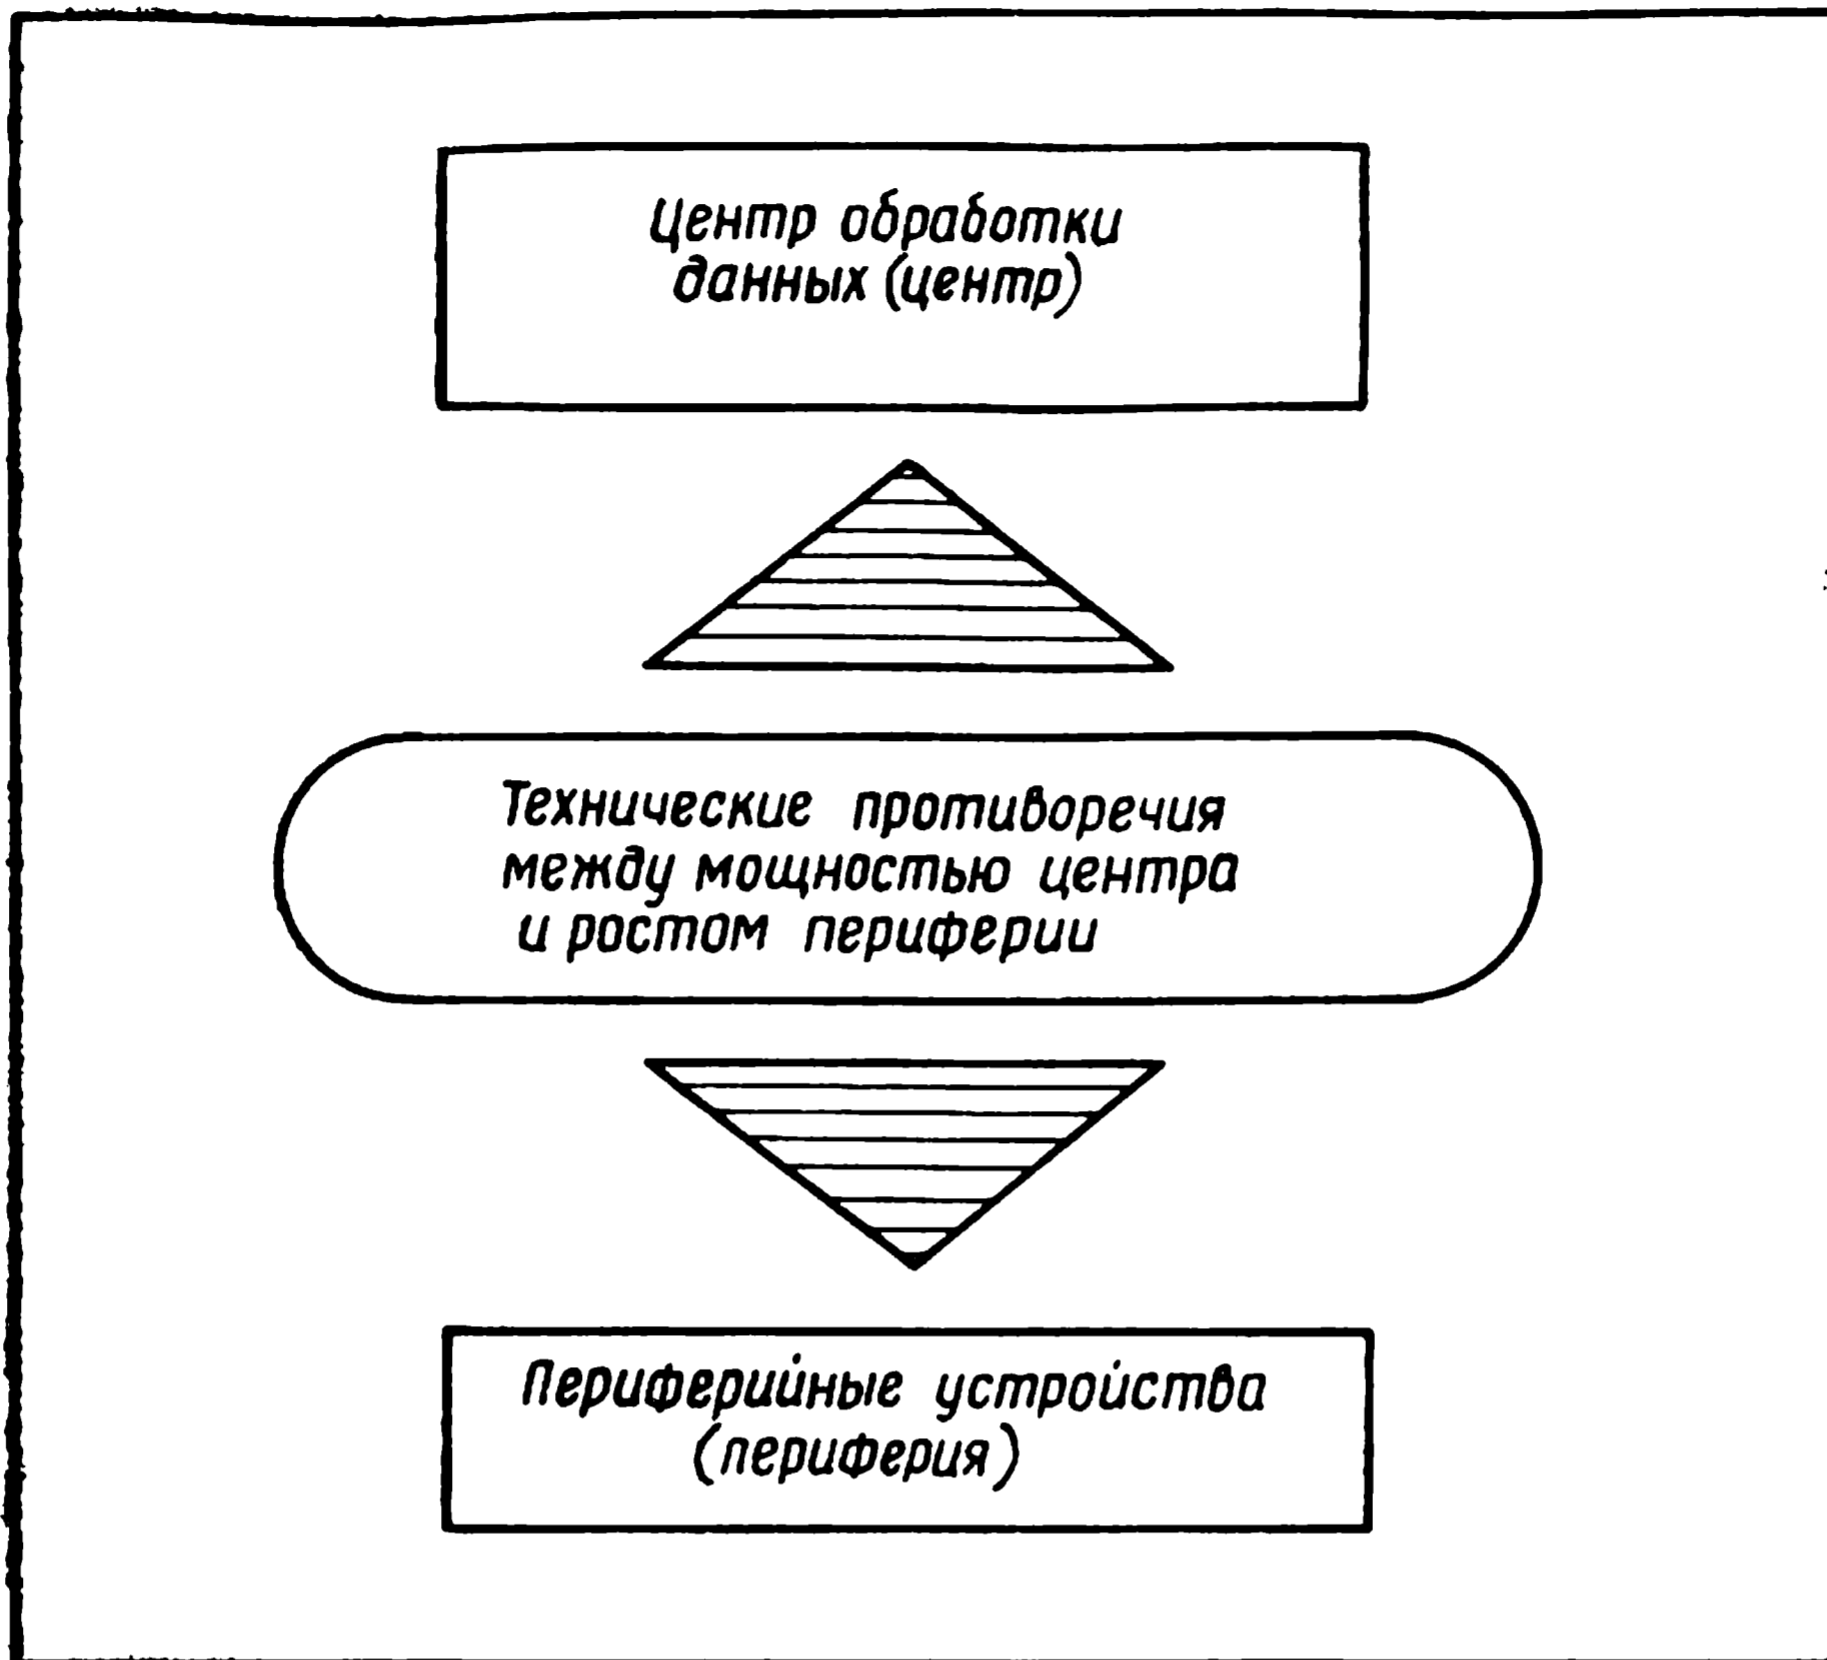 Центр обработки
данных (центр)
Технические противоречия
между мощностью центра
и ростом периферии
Периферийные устройства
(периферия)